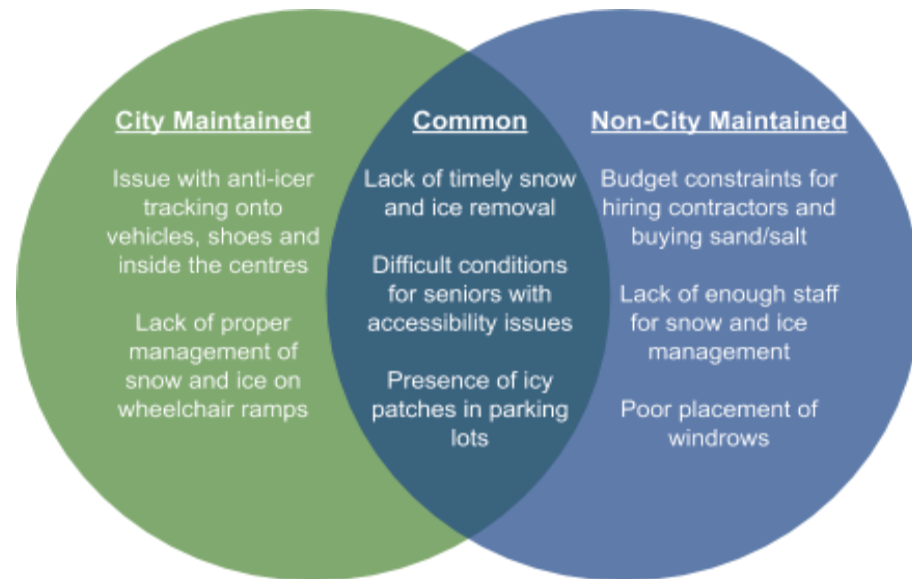 City Maintained
Issue with anti-icer
tracking onto
vehicles, shoes and
inside the centres
Lack of proper
management of
snow and ice on
wheelchair ramps
Common
Lack of timely snow
and ice removal
Difficult conditions
for seniors with
accessibility issues
Presence of icy
patches in parking
lots
Non-City Maintained
Budget constraints for
hiring contractors and
buying sand/salt
Lack of enough staff
for snow and ice
management
Poor placement of
windrows